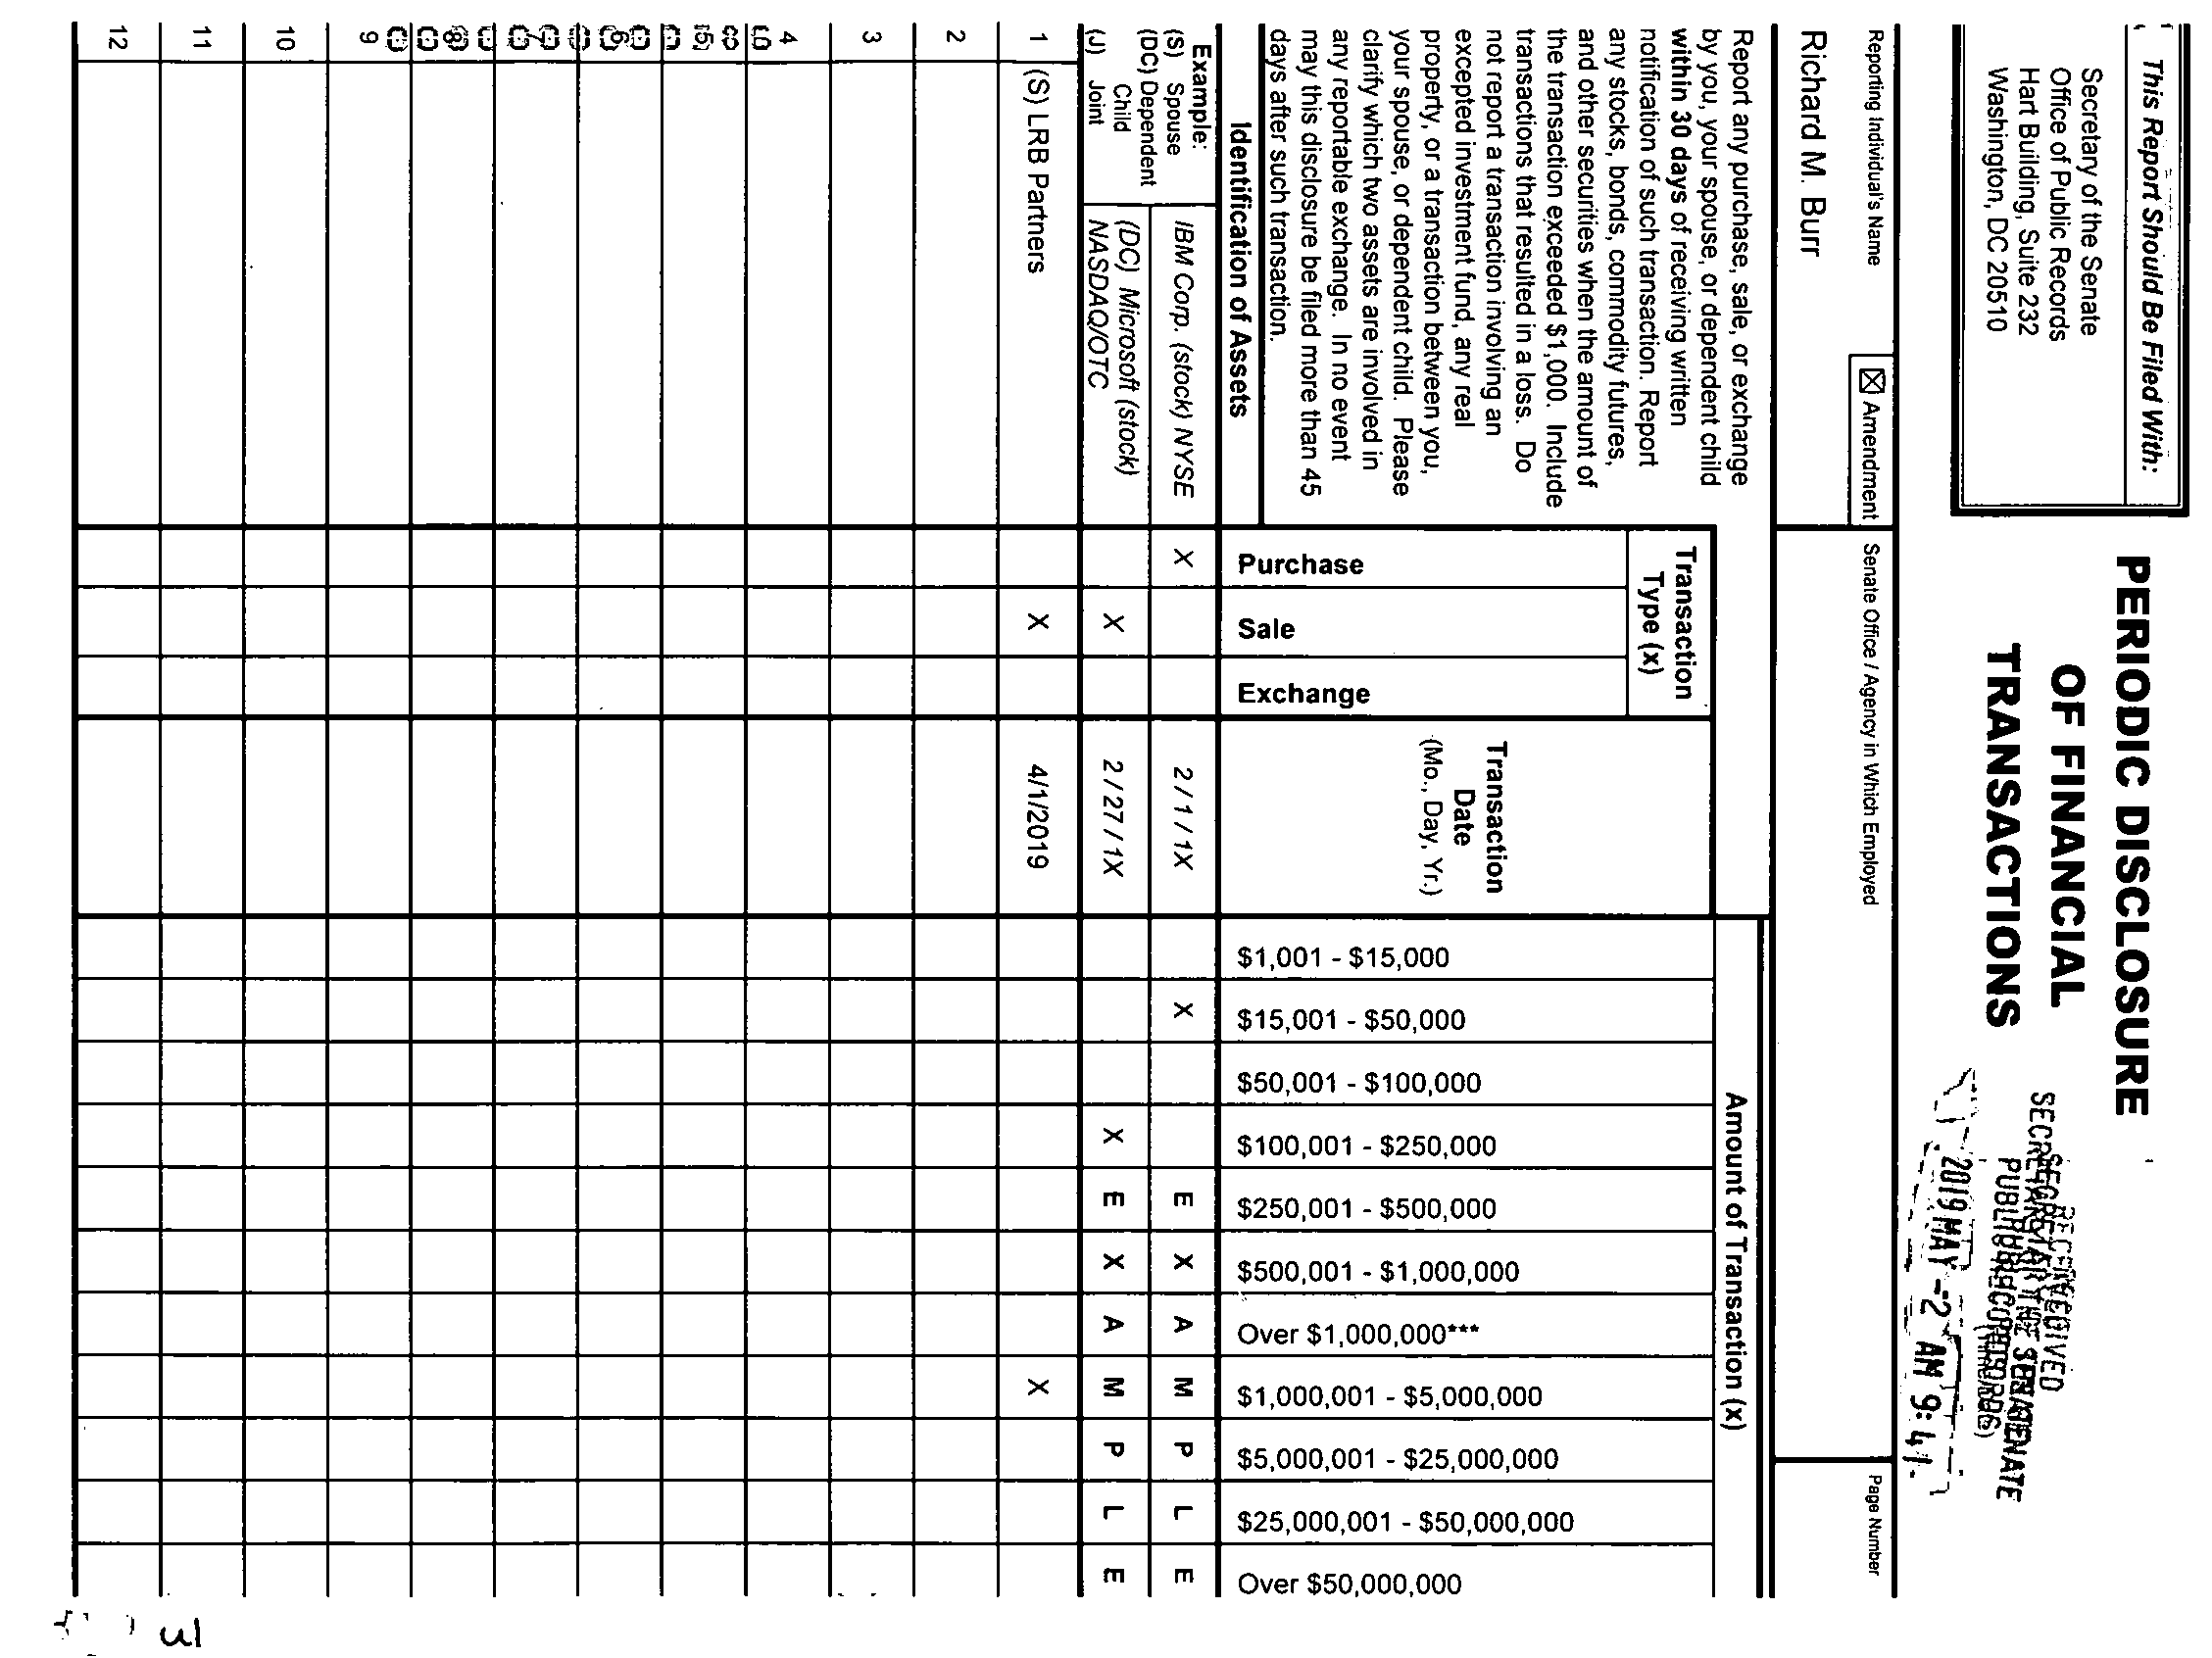 This Report Should Be Filed With:
Secretary of the Senate
Office of Public Records
Hart Building, Suite 232
Washington, DC 20510
PERIODIC DISCLOSURE
OF FINANCIAL
TRANSACTIONS
2019 MAY -2 AM 9:41
Reporting Individual's Name
Amendment
Senate Office / Agency in Which Employed
Page Number
Richard M. Burr
Report any purchase, sale, or exchange
by you, your spouse, or dependent child
within 30 days of receiving written
notification of such transaction. Report
any stocks, bonds, commodity futures,
and other securities when the amount of
the transaction exceeded $1,000. Include
transactions that resulted in a loss. Do
not report a transaction involving an
excepted investment fund, any real
property, or a transaction between you,
your spouse, or dependent child. Please
clarify which two assets are involved in
any reportable exchange. In no event
may this disclosure be filed more than 45
days after such transaction.
Identification of Assets
Transaction
Type (x)
Purchase
Sale
Exchange
Transaction
Date
(Mo., Day, Yr.)
Amount of Transaction (x)
$1,001 - $15,000
$15,001 - $50,000
$50,001 - $100,000
$100,001 - $250,000
$250,001 - $500,000
$500,001 - $1,000,000
Over $1,000,000***
$1,000,001 - $5,000,000
$5,000,001 - $25,000,000
$25,000,001 - $50,000,000
Over $50,000,000
Example:
(S) Spouse
(DC) Dependent
Child
(J) Joint
IBM Corp. (stock) NYSE X 2 / 1 / 1X X E X A M P L E
(DC) Microsoft (stock)
NASDAQ/OTC X 2 / 27 / 1X X E X A M P L E
1 (S) LRB Partners X 4/1/2019 X
2
3
4
5
6
7
8
9
10
11
12
3